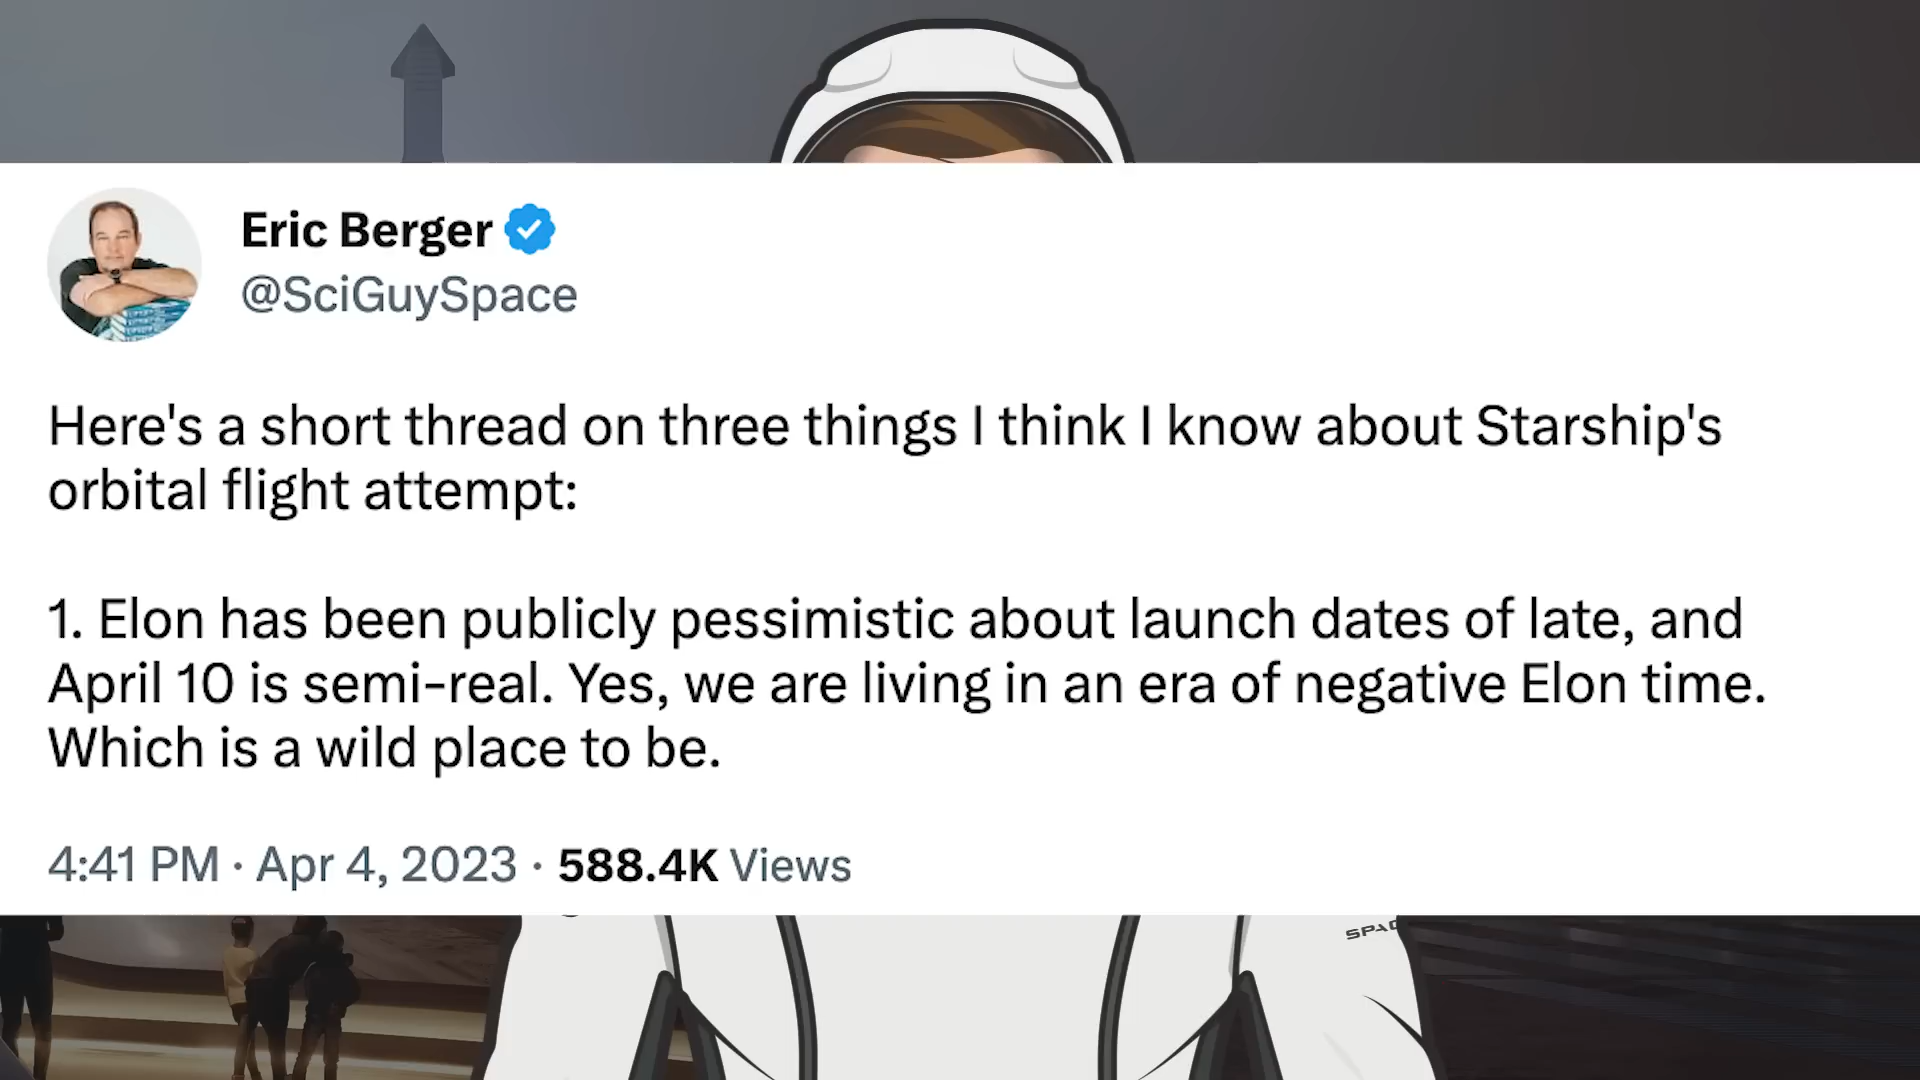 Eric Berger
@SciGuySpace
Here's a short thread on three things I think I know about Starship's
orbital flight attempt:
1. Elon has been publicly pessimistic about launch dates of late, and
April 10 is semi-real. Yes, we are living in an era of negative Elon time.
Which is a wild place to be.
4:41 PM · Apr 4, 2023 · 588.4K Views
SPAC